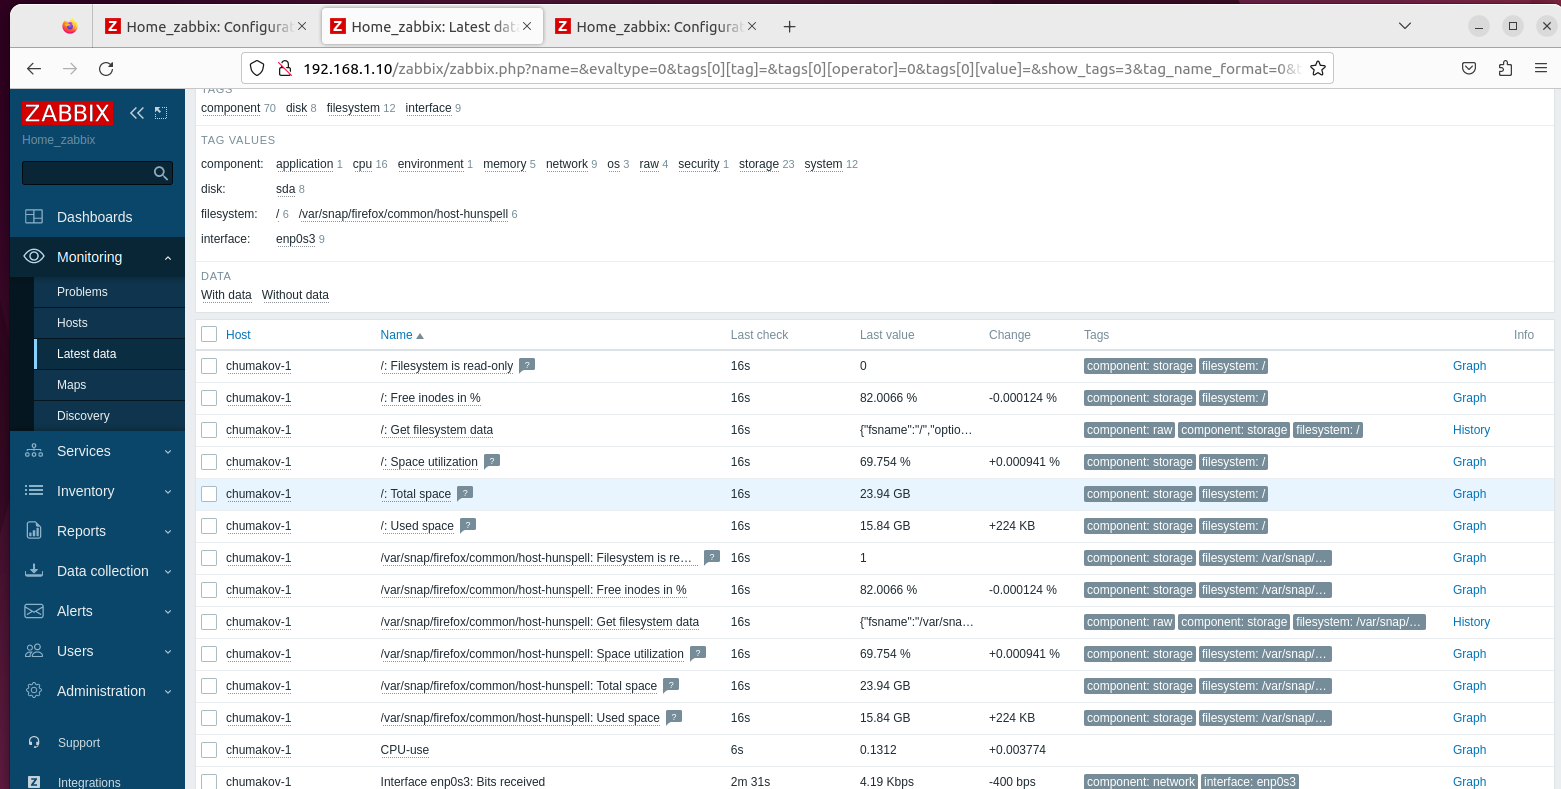 Home_zabbix: Configurat
Home_zabbix: Latest dat
Home_zabbix: Configurat
192.168.1.10/zabbix/zabbix.php?name=&evaltype=0&tags[0][tag]=&tags[0][operator]=0&tags[0][value]=&show_tags=3&tag_name_format=0&t
ZABBIX
Home_zabbix
Dashboards
Monitoring
Problems
Hosts
Latest data
Maps
Discovery
Services
Inventory
Reports
Data collection
Alerts
Users
Administration
Support
Integrations
TAGS
component 70 disk 8 filesystem 12 interface 9
TAG VALUES
component: application 1 cpu 16 environment 1 memory 5 network 9 os 3 raw 4 security 1 storage 23 system 12
disk: sda 8
filesystem: / 6 /var/snap/firefox/common/host-hunspell 6
interface: enp0s3 9
DATA
With data Without data
Host Name Last check Last value Change Tags Info
chumakov-1 /: Filesystem is read-only ? 16s 0 component: storage filesystem: / Graph
chumakov-1 /: Free inodes in % 16s 82.0066 % -0.000124 % component: storage filesystem: / Graph
chumakov-1 /: Get filesystem data 16s {"fsname":"/","optio… component: raw component: storage filesystem: / History
chumakov-1 /: Space utilization ? 16s 69.754 % +0.000941 % component: storage filesystem: / Graph
chumakov-1 /: Total space ? 16s 23.94 GB component: storage filesystem: / Graph
chumakov-1 /: Used space ? 16s 15.84 GB +224 KB component: storage filesystem: / Graph
chumakov-1 /var/snap/firefox/common/host-hunspell: Filesystem is re… ? 16s 1 component: storage filesystem: /var/snap/… Graph
chumakov-1 /var/snap/firefox/common/host-hunspell: Free inodes in % 16s 82.0066 % -0.000124 % component: storage filesystem: /var/snap/… Graph
chumakov-1 /var/snap/firefox/common/host-hunspell: Get filesystem data 16s {"fsname":"/var/sna… component: raw component: storage filesystem: /var/snap/… History
chumakov-1 /var/snap/firefox/common/host-hunspell: Space utilization ? 16s 69.754 % +0.000941 % component: storage filesystem: /var/snap/… Graph
chumakov-1 /var/snap/firefox/common/host-hunspell: Total space ? 16s 23.94 GB component: storage filesystem: /var/snap/… Graph
chumakov-1 /var/snap/firefox/common/host-hunspell: Used space ? 16s 15.84 GB +224 KB component: storage filesystem: /var/snap/… Graph
chumakov-1 CPU-use 6s 0.1312 +0.003774 Graph
chumakov-1 Interface enp0s3: Bits received 2m 31s 4.19 Kbps -400 bps component: network interface: enp0s3 Graph